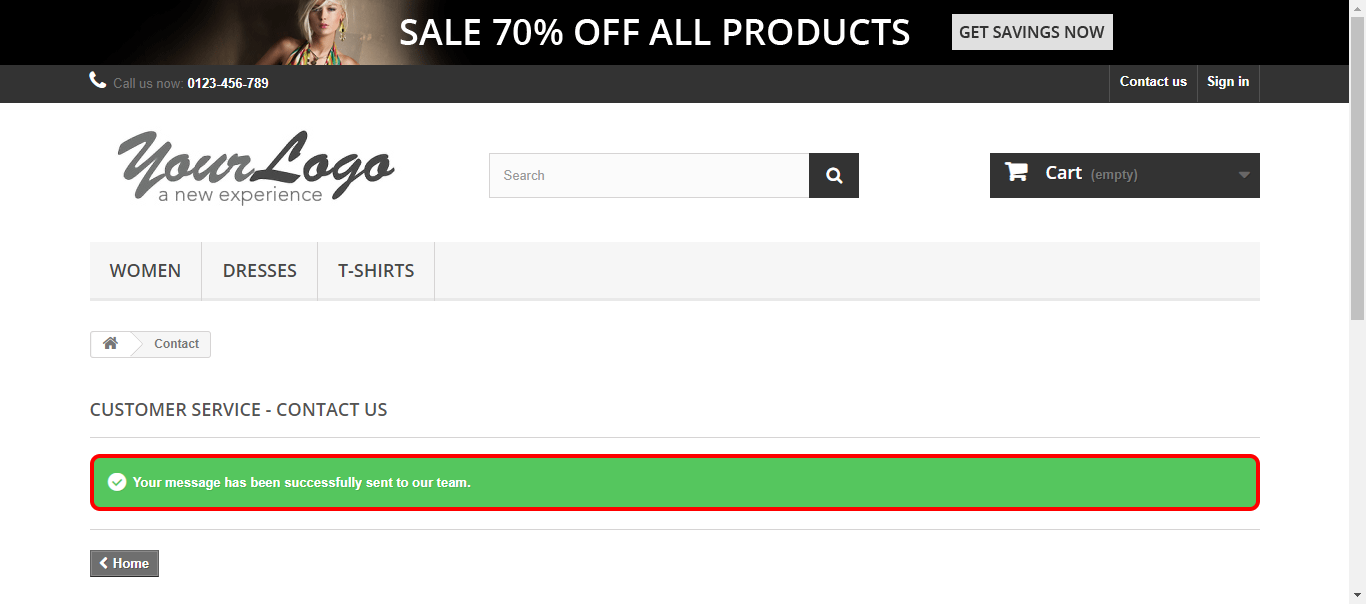 SALE 70% OFF ALL PRODUCTS GET SAVINGS NOW
Call us now: 0123-456-789 Contact us Sign in
YourLogo
a new experience
Search
Cart (empty)
WOMEN DRESSES T-SHIRTS
Contact
CUSTOMER SERVICE - CONTACT US
Your message has been successfully sent to our team.
Home